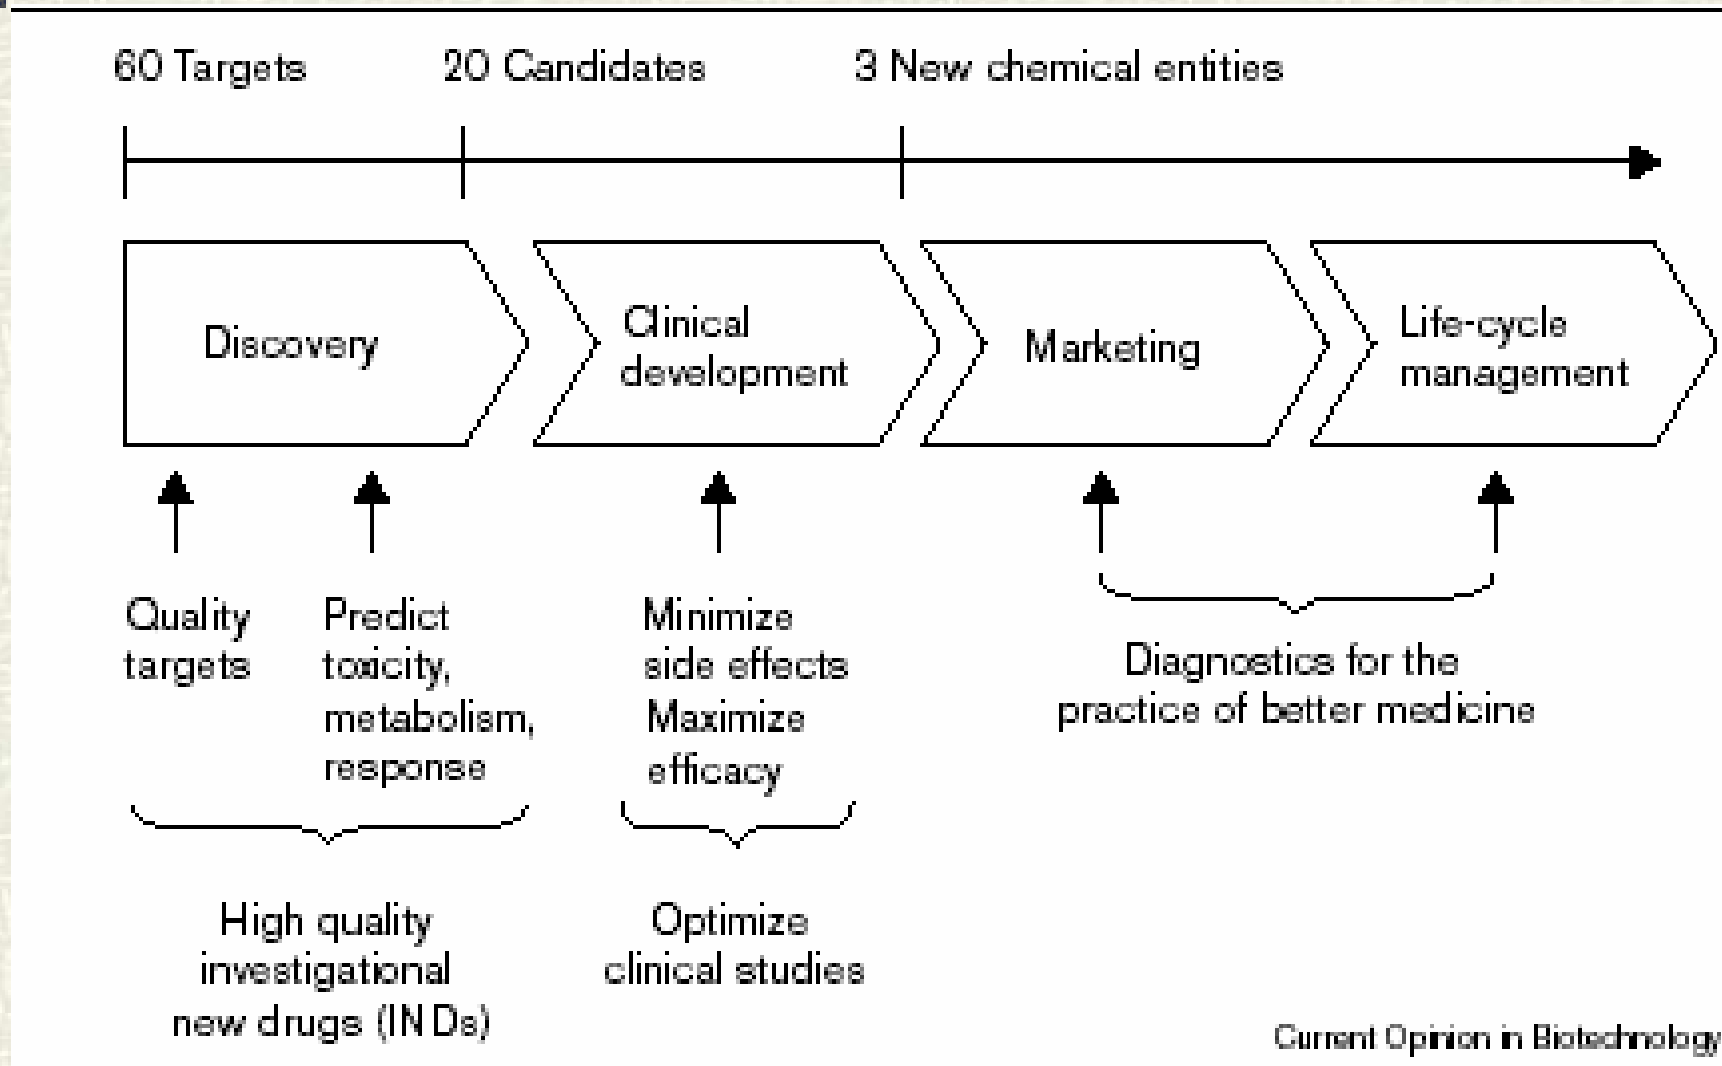 60 Targets
20 Candidates
3 New chemical entities
Discovery
Clinical
development
Marketing
Life-cycle
management
Quality
targets
Predict
toxicity,
metabolism,
response
Minimize
side effects
Maximize
efficacy
Diagnostics for the
practice of better medicine
High quality
investigational
new drugs (INDs)
Optimize
clinical studies
Current Opinion in Biotechnology